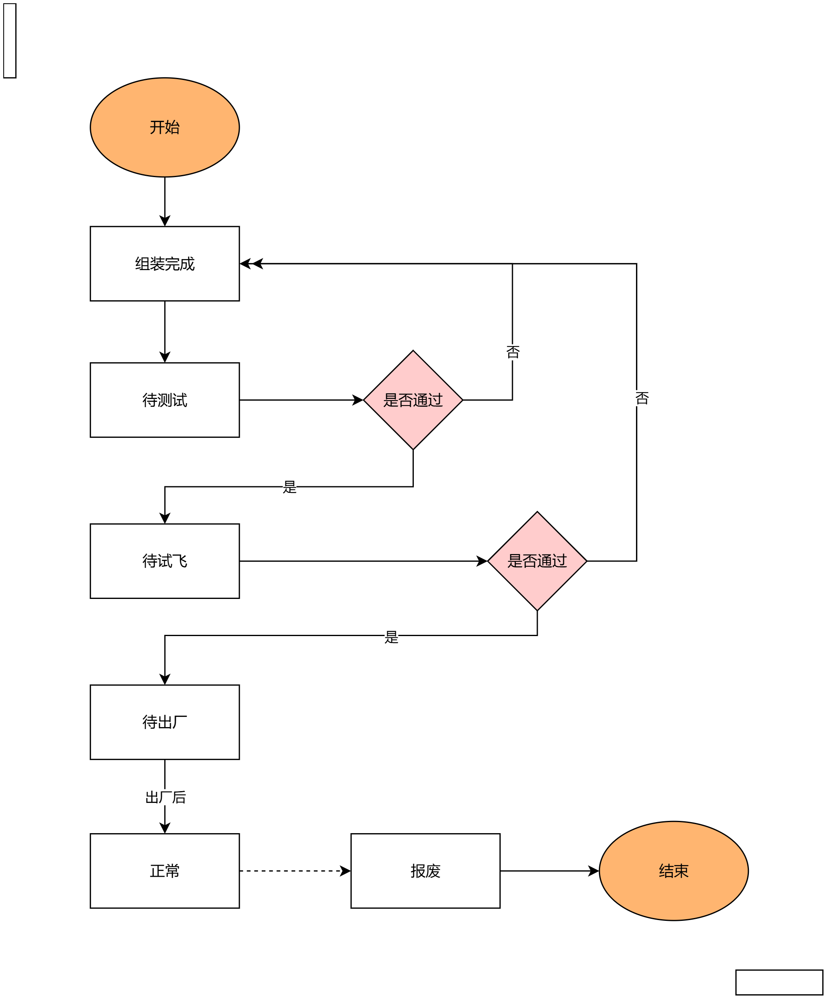 开始
组装完成
否
待测试
是否通过
否
是
待试飞
是否通过
是
待出厂
出厂后
正常
报废
结束